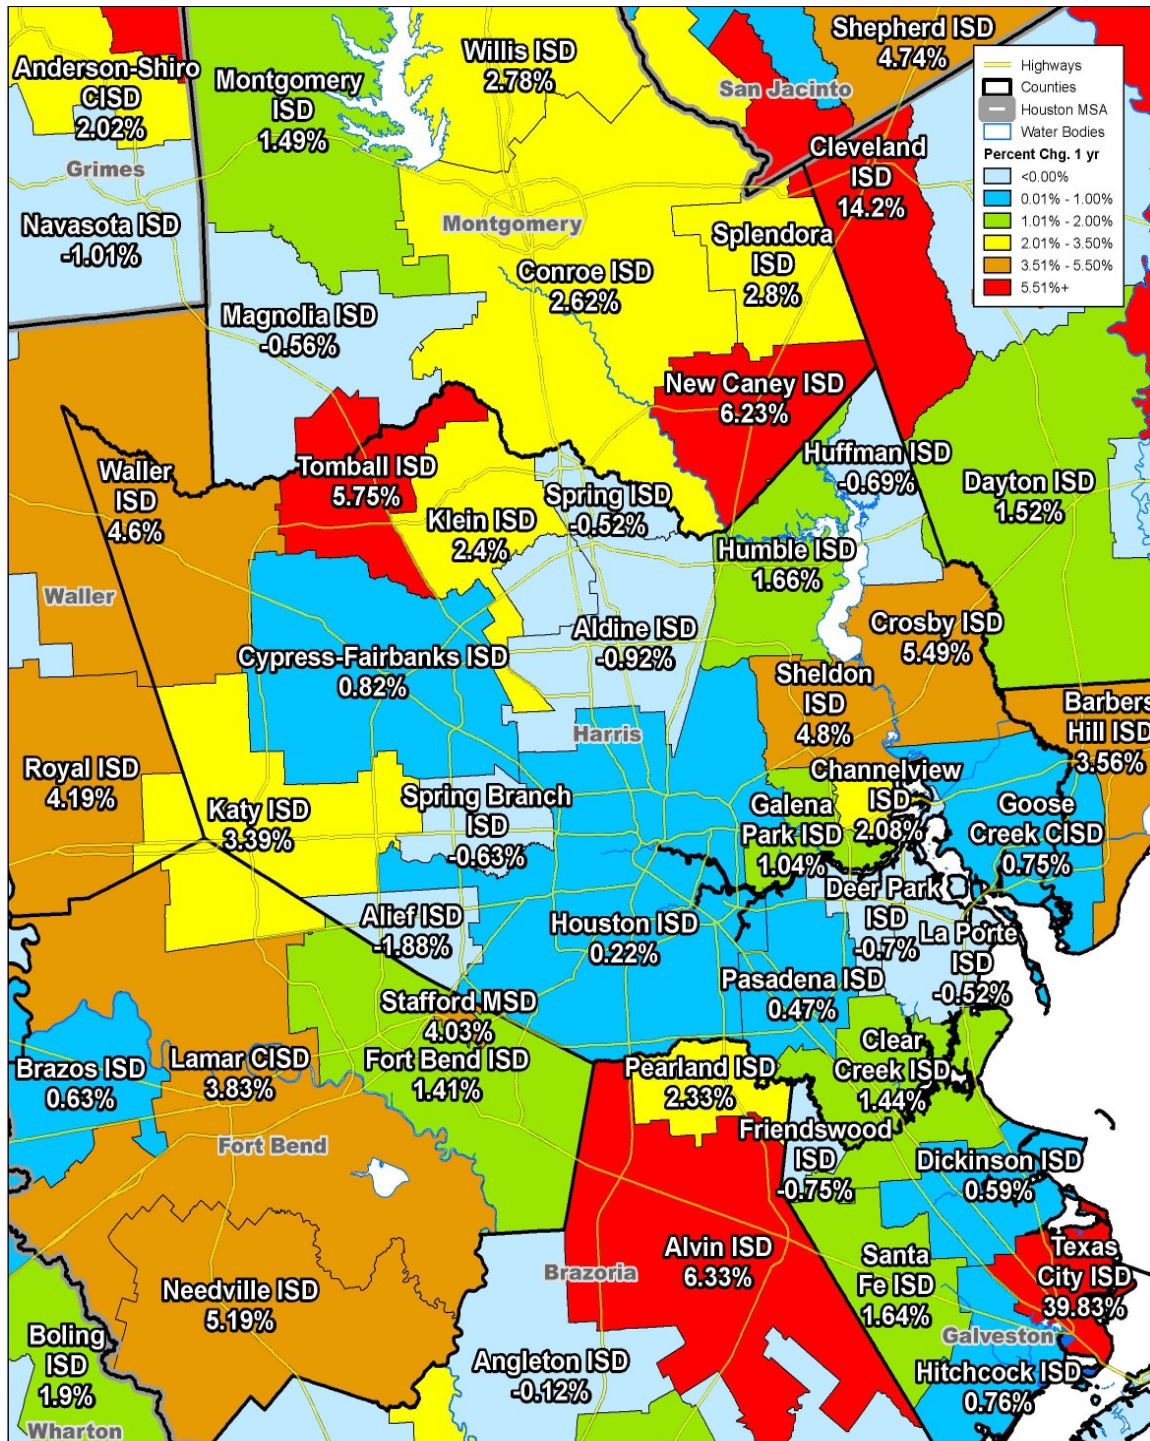 Shepherd ISD
4.74%
Willis ISD
2.78%
Anderson-Shiro
CISD
2.02%
Montgomery
ISD
1.49%
San Jacinto
Highways
Counties
Houston MSA
Water Bodies
Percent Chg. 1 yr
<0.00%
0.01% - 1.00%
1.01% - 2.00%
2.01% - 3.50%
3.51% - 5.50%
5.51%+
Cleveland
ISD
14.2%
Grimes
Navasota ISD
-1.01%
Montgomery
Splendora
ISD
2.8%
Conroe ISD
2.62%
Magnolia ISD
-0.56%
New Caney ISD
6.23%
Huffman ISD
-0.69%
Waller
ISD
4.6%
Tomball ISD
5.75%
Spring ISD
-0.52%
Klein ISD
2.4%
Dayton ISD
1.52%
Humble ISD
1.66%
Waller
Cypress-Fairbanks ISD
0.82%
Aldine ISD
-0.92%
Crosby ISD
5.49%
Sheldon
ISD
4.8%
Barbers
Hill ISD
3.56%
Harris
Royal ISD
4.19%
Katy ISD
3.39%
Spring Branch
ISD
-0.63%
Galena
Park ISD
1.04%
Channelview
ISD
2.08%
Goose
Creek CISD
0.75%
Alief ISD
-1.88%
Houston ISD
0.22%
Deer Park
ISD
-0.7%
La Porte
ISD
-0.52%
Pasadena ISD
0.47%
Stafford MSD
4.03%
Brazos ISD
0.63%
Lamar CISD
3.83%
Fort Bend ISD
1.41%
Pearland ISD
2.33%
Clear
Creek ISD
1.44%
Fort Bend
Friendswood
ISD
-0.75%
Dickinson ISD
0.59%
Alvin ISD
6.33%
Brazoria
Santa
Fe ISD
1.64%
Texas
City ISD
39.83%
Needville ISD
5.19%
Galveston
Boling
ISD
1.9%
Angleton ISD
-0.12%
Hitchcock ISD
0.76%
Wharton